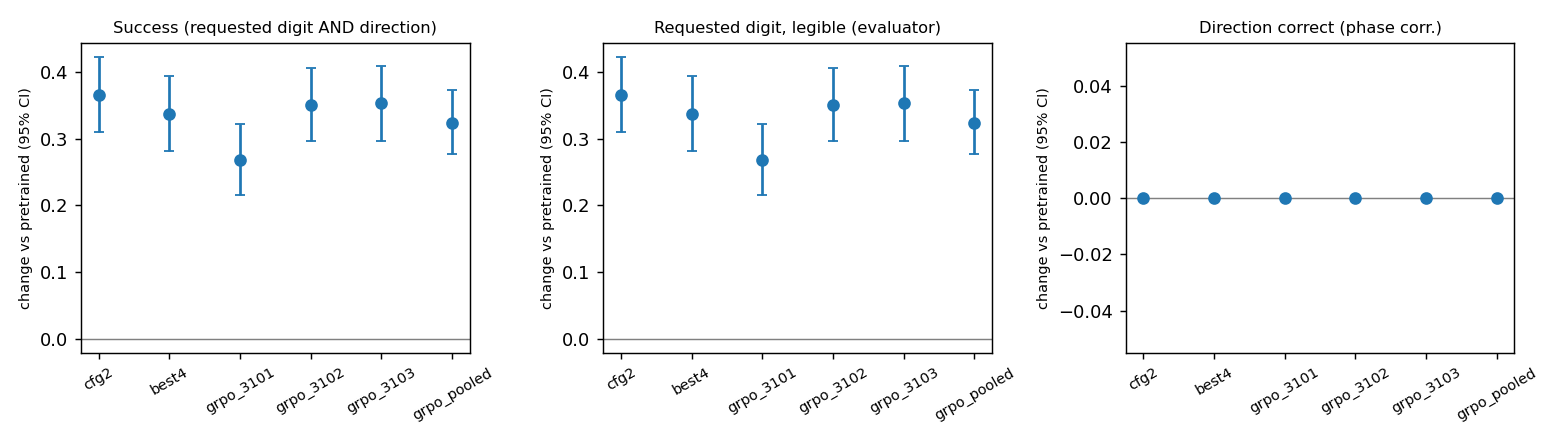 Success (requested digit AND direction)
change vs pretrained (95% CI)
0.4
0.3
0.2
0.1
0.0
cfg2
best4
grpo_3101
grpo_3102
grpo_3103
grpo_pooled
Requested digit, legible (evaluator)
change vs pretrained (95% CI)
0.4
0.3
0.2
0.1
0.0
cfg2
best4
grpo_3101
grpo_3102
grpo_3103
grpo_pooled
Direction correct (phase corr.)
change vs pretrained (95% CI)
0.04
0.02
0.00
−0.02
−0.04
cfg2
best4
grpo_3101
grpo_3102
grpo_3103
grpo_pooled